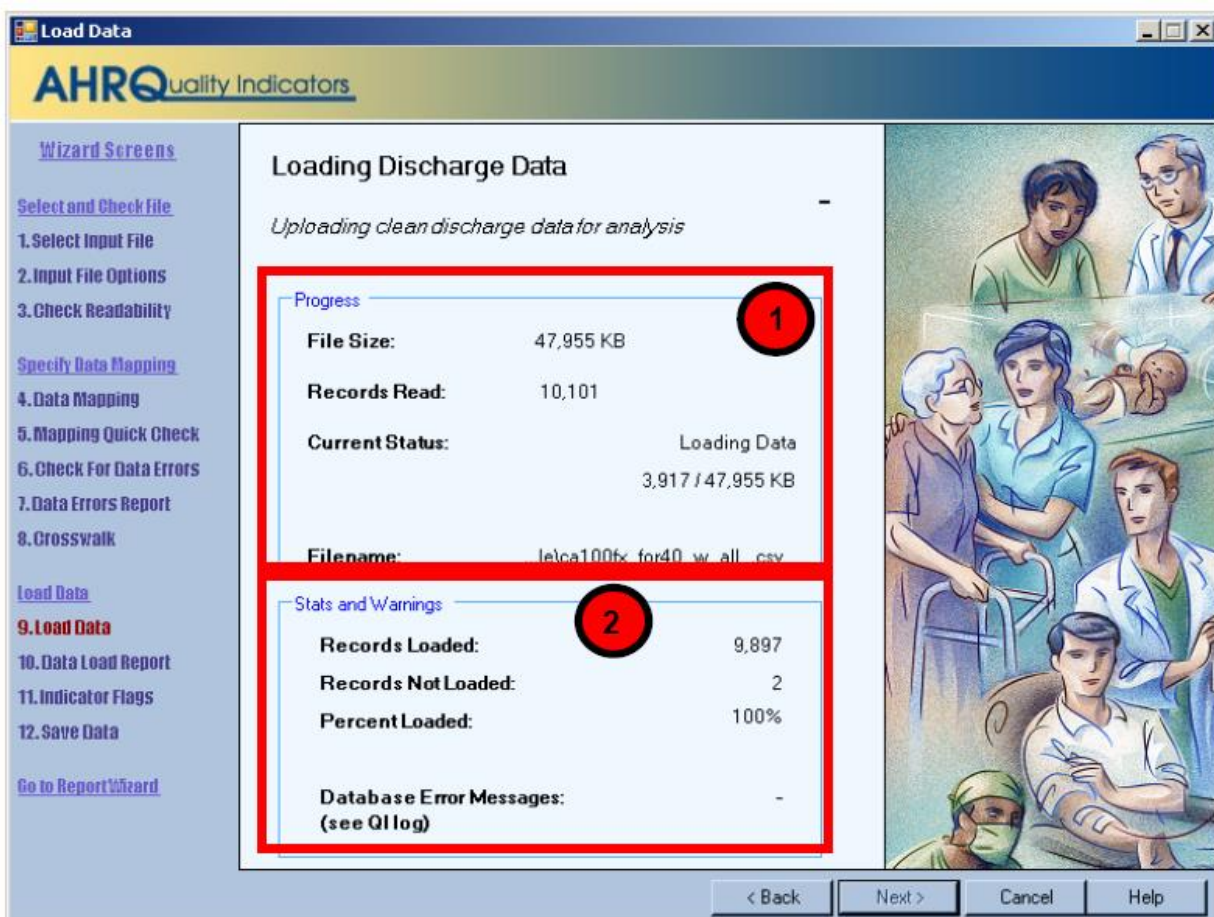 Load Data
AHRQuality Indicators
Wizard Screens
Select and Check File
1. Select Input File
2. Input File Options
3. Check Readability
Specify Data Mapping
4. Data Mapping
5. Mapping Quick Check
6. Check For Data Errors
7. Data Errors Report
8. Crosswalk
Load Data
9. Load Data
10. Data Load Report
11. Indicator Flags
12. Save Data
Go to Report Wizard
Loading Discharge Data
-
Uploading clean discharge data for analysis
Progress
1
File Size: 47,955 KB
Records Read: 10,101
Current Status: Loading Data
3,917 / 47,955 KB
Filename: ...le\ca100fx_for40_w_all_.csv
Stats and Warnings
2
Records Loaded: 9,897
Records Not Loaded: 2
Percent Loaded: 100%
Database Error Messages: -
(see QI log)
< Back Next > Cancel Help